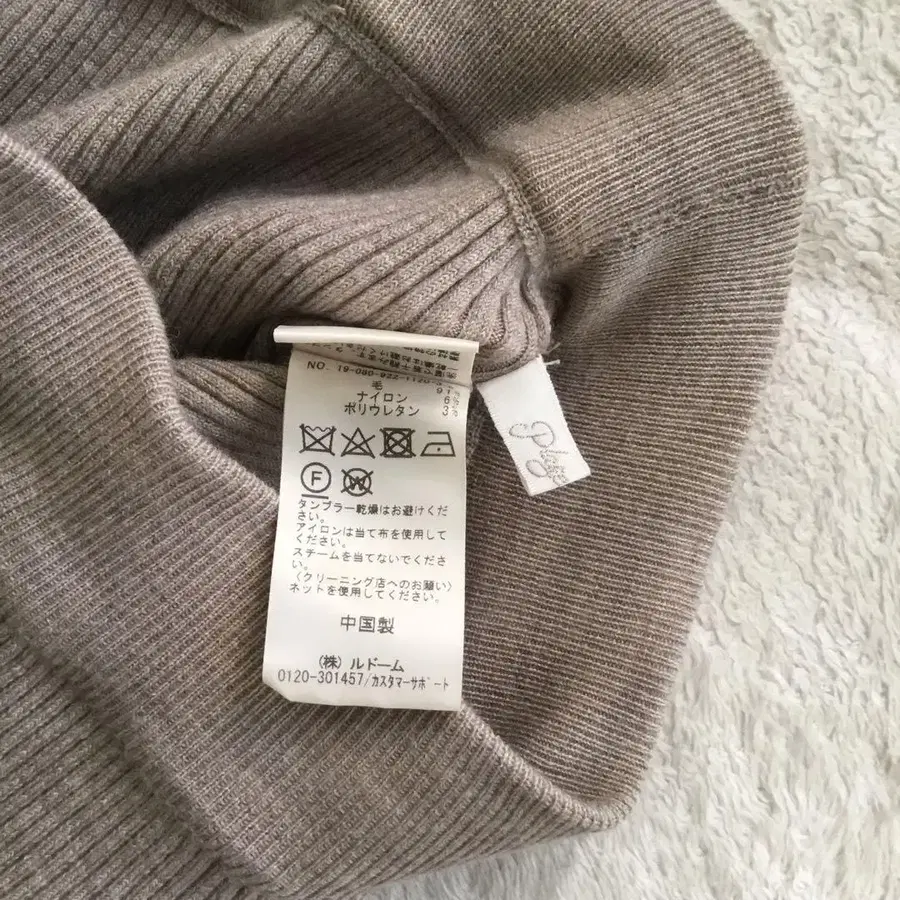 毛 91%
ナイロン 6%
ポリウレタン 3%
F
W
タンブラー乾燥はお避けくだ
さい。
アイロンは当て布を使用して
ください。
スチームを当てないでくださ
い。
〈クリーニング店へのお願い〉
ネットを使用してください。
中国製
(株) ルドーム
0120-301457/カスタマーサポート